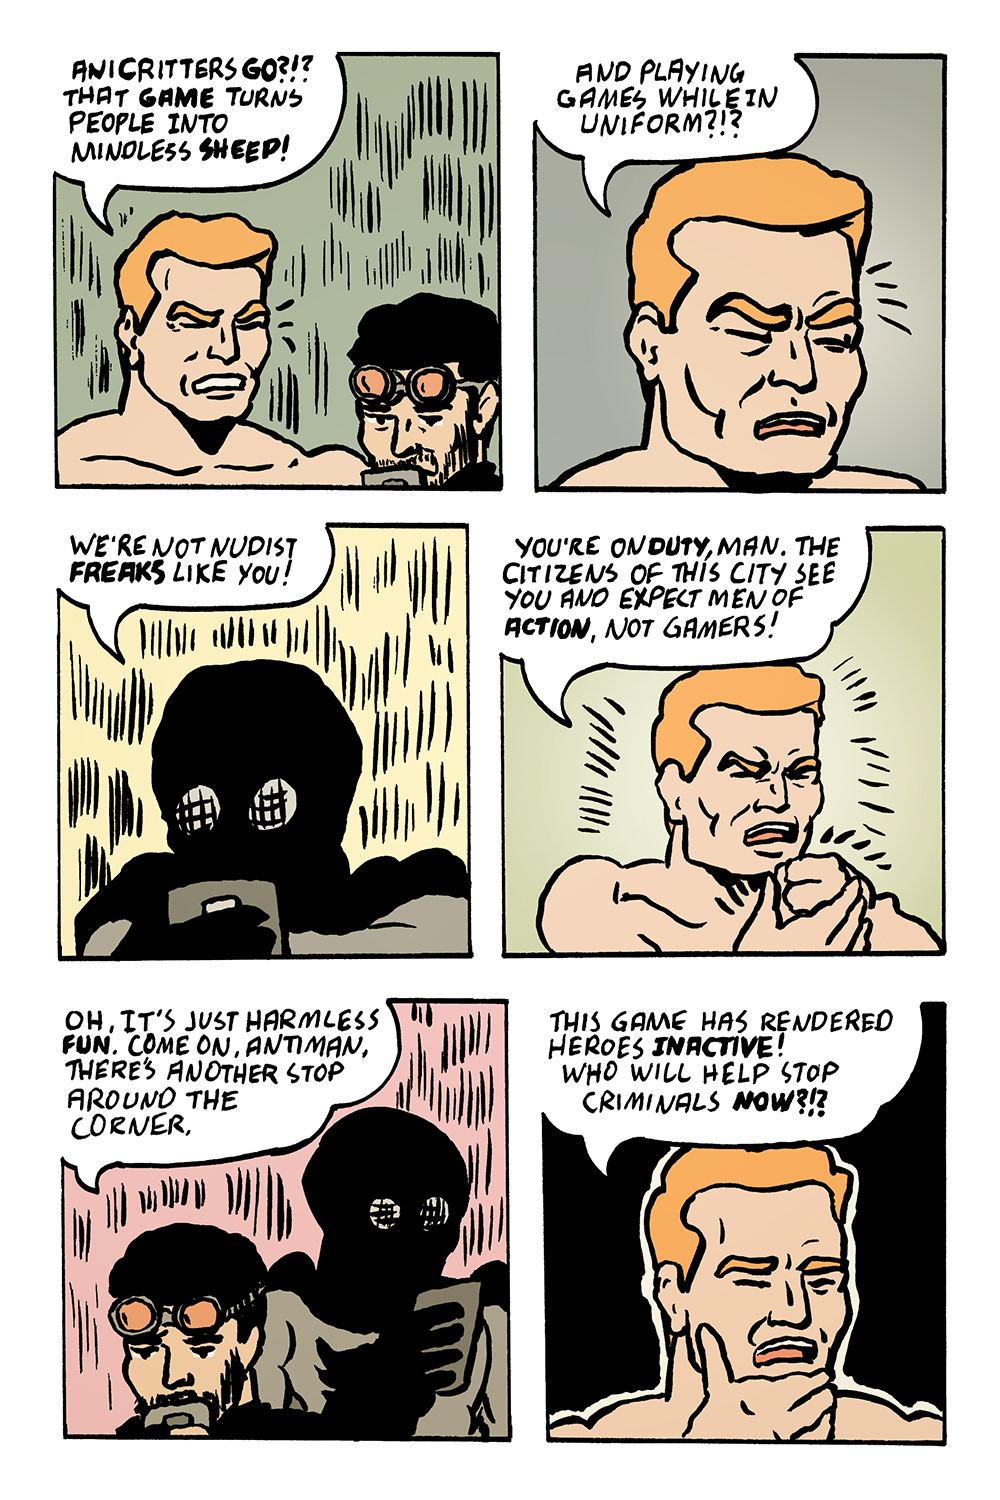 ANICRITTERS GO?!?
THAT GAME TURNS
PEOPLE INTO
MINDLESS SHEEP!
AND PLAYING
GAMES WHILE IN
UNIFORM?!?
WE'RE NOT NUDIST
FREAKS LIKE YOU!
YOU'RE ON DUTY, MAN. THE
CITIZENS OF THIS CITY SEE
YOU AND EXPECT MEN OF
ACTION, NOT GAMERS!
OH, IT'S JUST HARMLESS
FUN. COME ON, ANTIMAN,
THERE'S ANOTHER STOP
AROUND THE
CORNER.
THIS GAME HAS RENDERED
HEROES INACTIVE!
WHO WILL HELP STOP
CRIMINALS NOW?!?